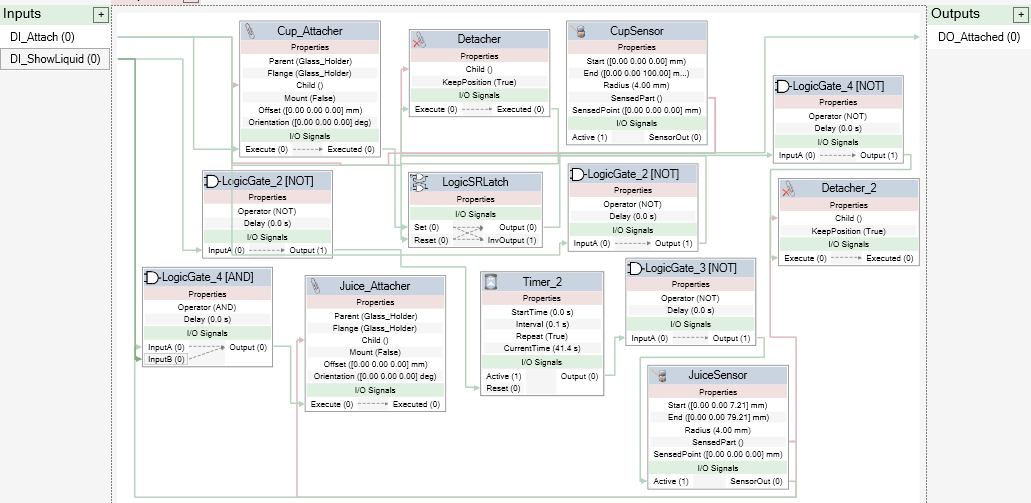 Inputs
+
DI_Attach (0)
DI_ShowLiquid (0)
Cup_Attacher
Properties
Parent (Glass_Holder)
Flange (Glass_Holder)
Child ()
Mount (False)
Offset ([0.00 0.00 0.00] mm)
Orientation ([0.00 0.00 0.00] deg)
I/O Signals
Execute (0) Executed (0)
Detacher
Properties
Child ()
KeepPosition (True)
I/O Signals
Execute (0) Executed (0)
CupSensor
Properties
Start ([0.00 0.00 0.00] mm)
End ([0.00 0.00 100.00] m...)
Radius (4.00 mm)
SensedPart ()
SensedPoint ([0.00 0.00 0.00] mm)
I/O Signals
Active (1) SensorOut (0)
LogicGate_4 [NOT]
Properties
Operator (NOT)
Delay (0.0 s)
I/O Signals
InputA (0) Output (1)
Outputs
+
DO_Attached (0)
LogicGate_2 [NOT]
Properties
Operator (NOT)
Delay (0.0 s)
I/O Signals
InputA (0) Output (1)
LogicSRLatch
Properties
I/O Signals
Set (0) Output (0)
Reset (0) InvOutput (1)
LogicGate_2 [NOT]
Properties
Operator (NOT)
Delay (0.0 s)
I/O Signals
InputA (0) Output (1)
Detacher_2
Properties
Child ()
KeepPosition (True)
I/O Signals
Execute (0) Executed (0)
LogicGate_4 [AND]
Properties
Operator (AND)
Delay (0.0 s)
I/O Signals
InputA (0) Output (0)
InputB (0)
Juice_Attacher
Properties
Parent (Glass_Holder)
Flange (Glass_Holder)
Child ()
Mount (False)
Offset ([0.00 0.00 0.00] mm)
Orientation ([0.00 0.00 0.00] deg)
I/O Signals
Execute (0) Executed (0)
Timer_2
Properties
StartTime (0.0 s)
Interval (0.1 s)
Repeat (True)
CurrentTime (41.4 s)
I/O Signals
Active (1) Output (0)
Reset (0)
LogicGate_3 [NOT]
Properties
Operator (NOT)
Delay (0.0 s)
I/O Signals
InputA (0) Output (1)
JuiceSensor
Properties
Start ([0.00 0.00 7.21] mm)
End ([0.00 0.00 79.21] mm)
Radius (4.00 mm)
SensedPart ()
SensedPoint ([0.00 0.00 0.00] mm)
I/O Signals
Active (1) SensorOut (0)